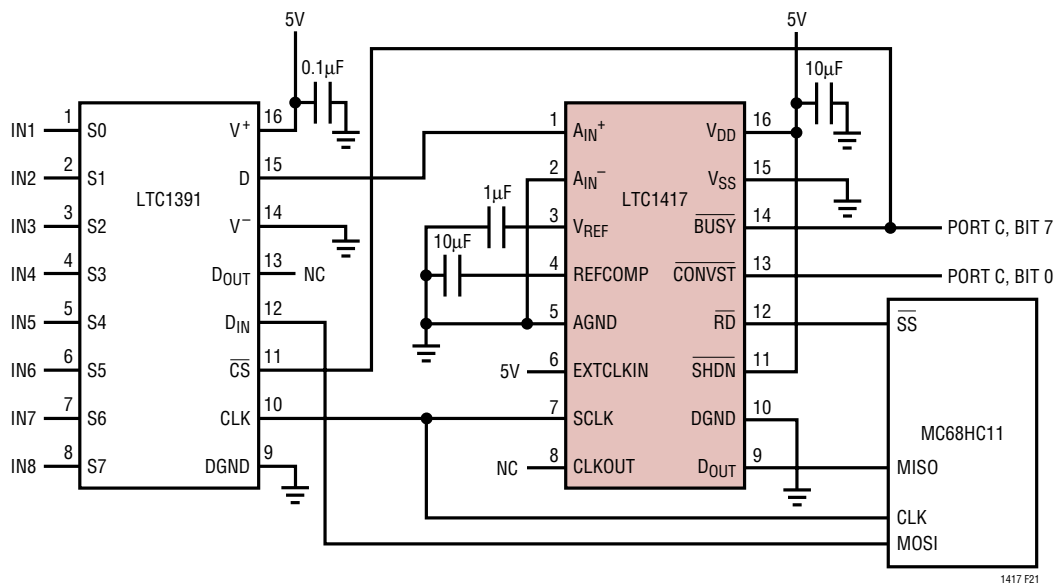 5V
0.1µF
5V
10µF
IN1 1 S0
IN2 2 S1
IN3 3 S2
IN4 4 S3
IN5 5 S4
IN6 6 S5
IN7 7 S6
IN8 8 S7
LTC1391
V+ 16
D 15
V− 14
DOUT 13 NC
DIN 12
CS 11
CLK 10
DGND 9
1µF
10µF
1 AIN+
2 AIN−
3 VREF
4 REFCOMP
5 AGND
5V 6 EXTCLKIN
7 SCLK
NC 8 CLKOUT
LTC1417
VDD 16
VSS 15
BUSY 14 PORT C, BIT 7
CONVST 13 PORT C, BIT 0
RD 12
SHDN 11
DGND 10
DOUT 9
SS
MC68HC11
MISO
CLK
MOSI
1417 F21